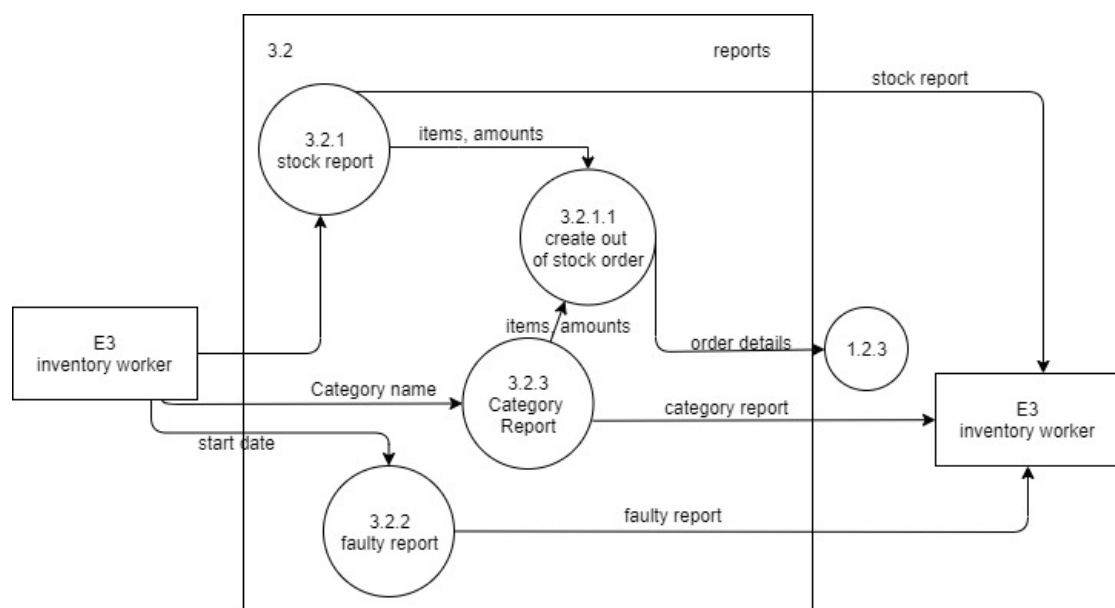 3.2
reports
stock report
3.2.1
stock report
items, amounts
3.2.1.1
create out
of stock order
E3
inventory worker
items, amounts
order details
1.2.3
Category name
3.2.3
Category
Report
category report
E3
inventory worker
start date
3.2.2
faulty report
faulty report